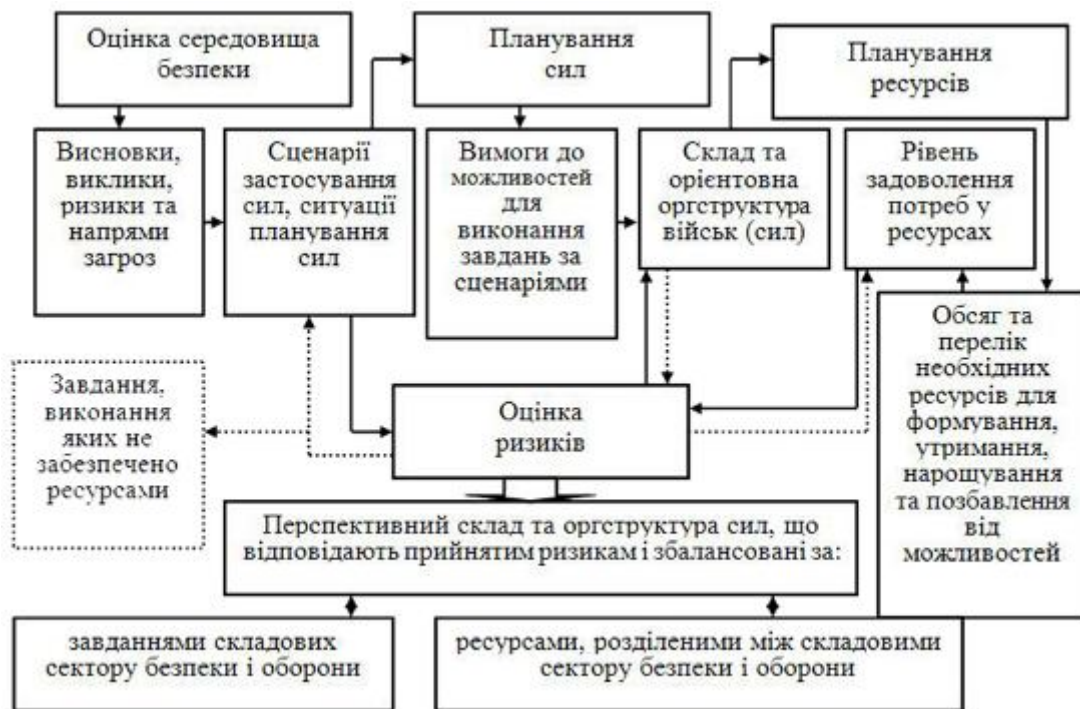 Оцінка середовища
безпеки
Планування
сил
Планування
ресурсів
Висновки,
виклики,
ризики та
напрями
загроз
Сценарії
застосування
сил, ситуації
планування
сил
Вимоги до
можливостей
для
виконання
завдань за
сценаріями
Склад та
орієнтовна
оргструктура
військ (сил)
Рівень
задоволення
потреб у
ресурсах
Завдання,
виконання
яких не
забезпечено
ресурсами
Оцінка
ризиків
Обсяг та
перелік
необхідних
ресурсів для
формування,
утримання,
нарощування
та позбавлення
від
можливостей
Перспективний склад та оргструктура сил, що
відповідають прийнятим ризикам і збалансовані за:
завданнями складових
сектору безпеки і оборони
ресурсами, розділеними між складовими
сектору безпеки і оборони